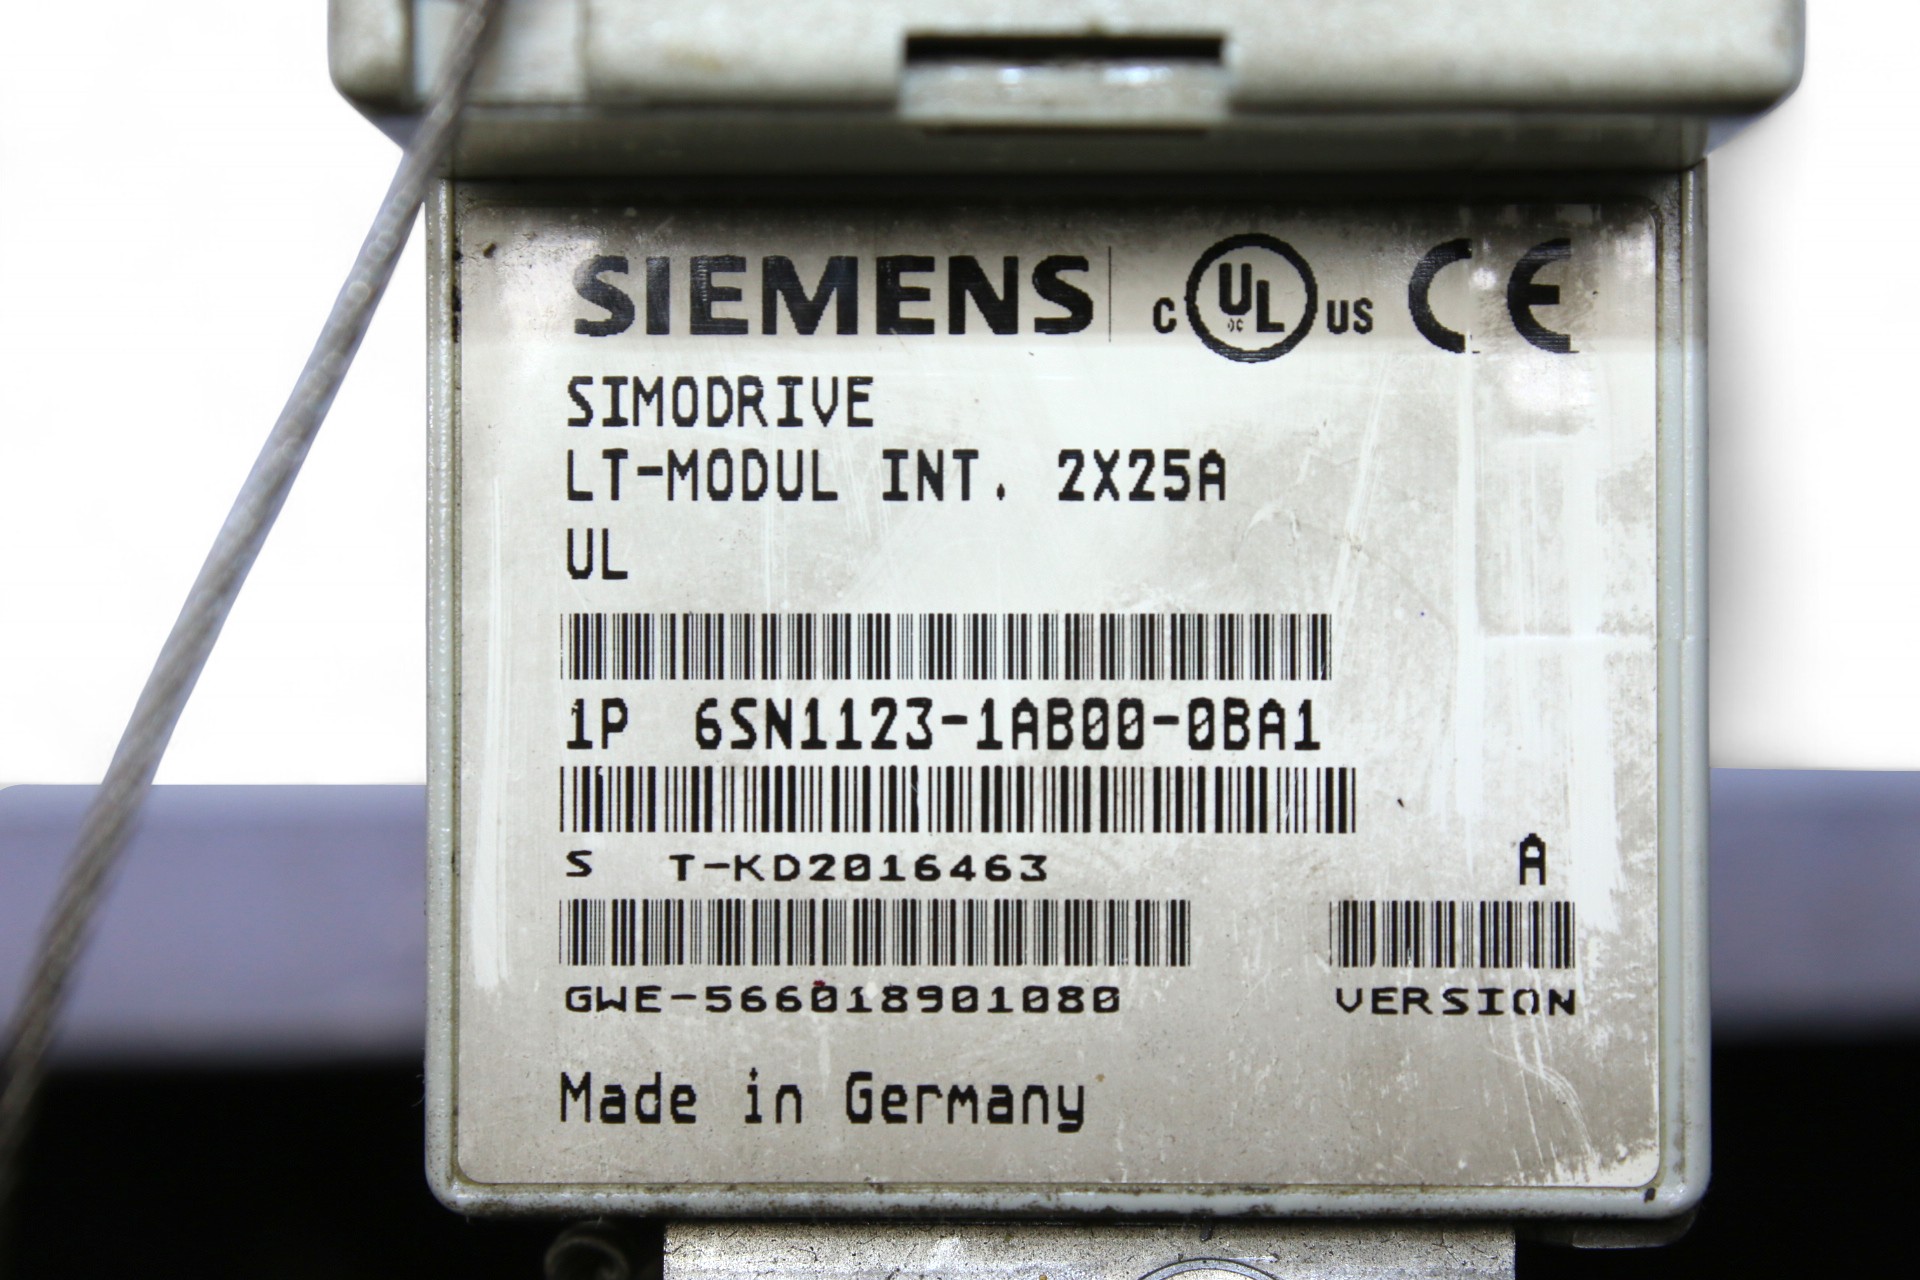 SIEMENS
C UL US CE
SIMODRIVE
LT-MODUL INT. 2X25A
UL
1P 6SN1123-1AB00-0BA1
S T-KD2016463 A
GWE-566018901080 VERSION
Made in Germany